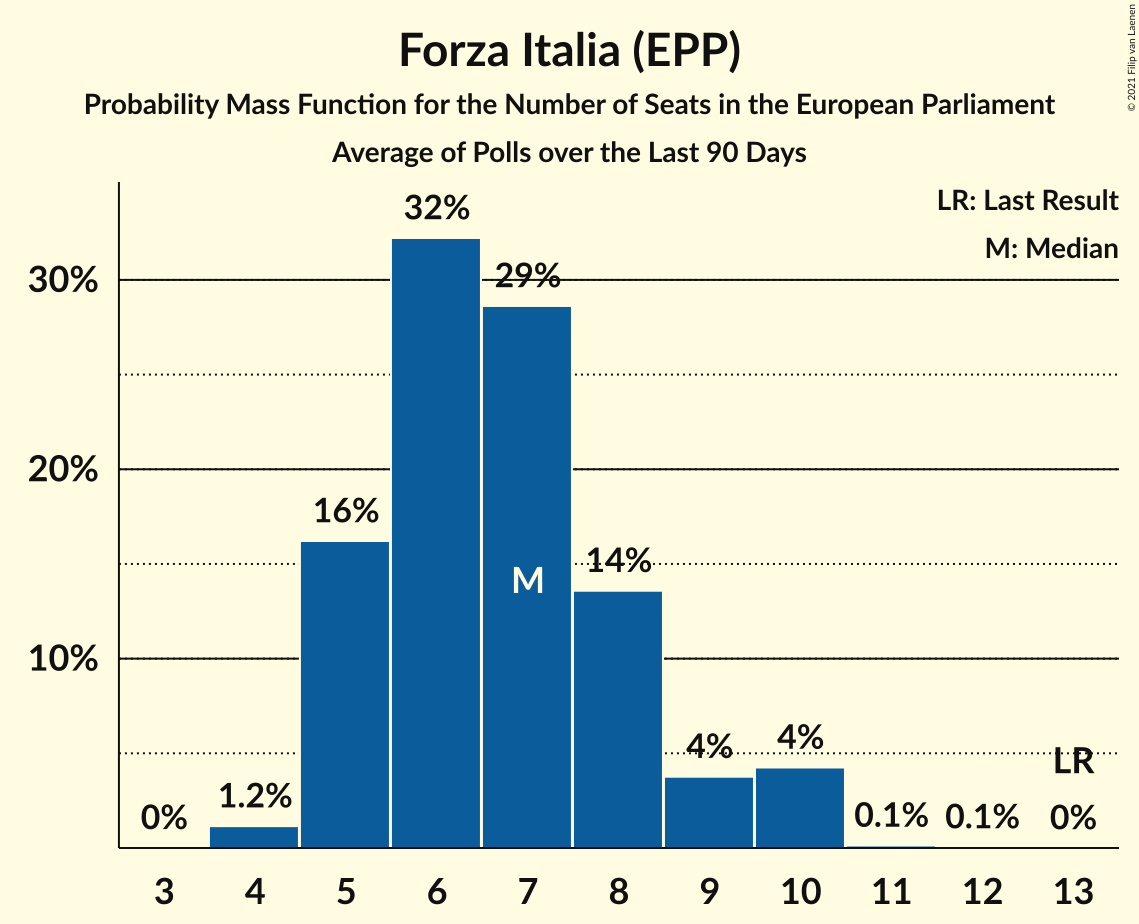 Forza Italia (EPP)
Probability Mass Function for the Number of Seats in the European Parliament
Average of Polls over the Last 90 Days
© 2021 Filip van Laenen
LR: Last Result
M: Median
30%
20%
10%
0%
1.2%
16%
32%
29%
M
14%
4%
4%
0.1%
0.1%
LR
0%
3 4 5 6 7 8 9 10 11 12 13